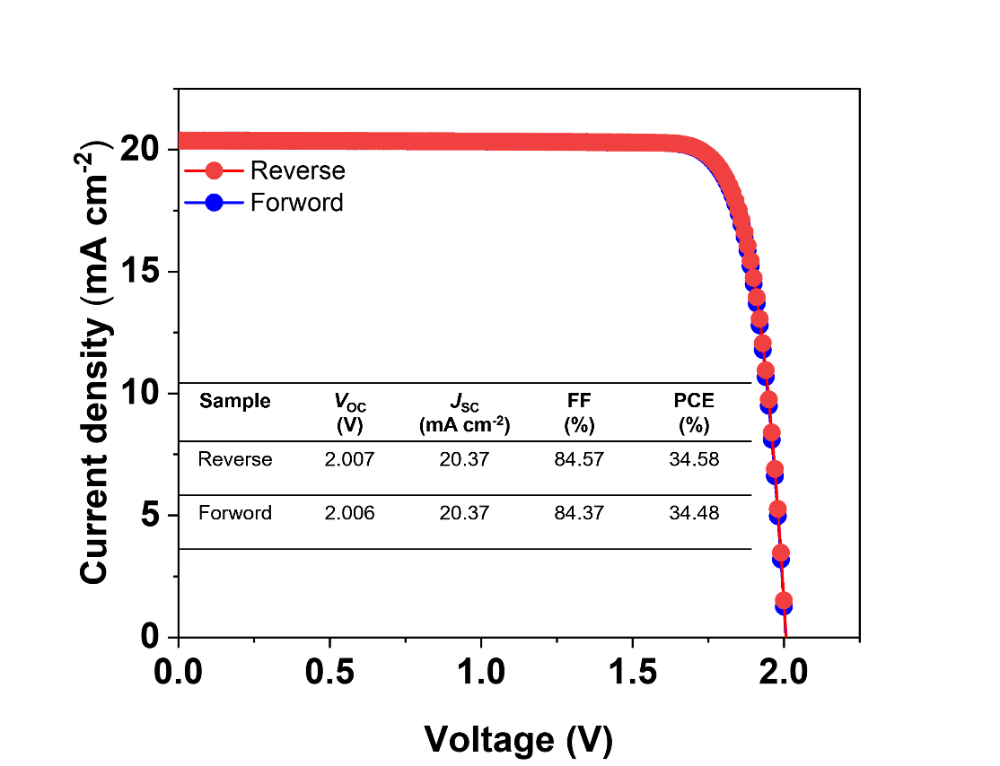 Current density (mA cm-2)
20
15
10
5
0
Reverse
Forword
Sample VOC (V) JSC (mA cm-2) FF (%) PCE (%)
Reverse 2.007 20.37 84.57 34.58
Forword 2.006 20.37 84.37 34.48
0.0 0.5 1.0 1.5 2.0
Voltage (V)